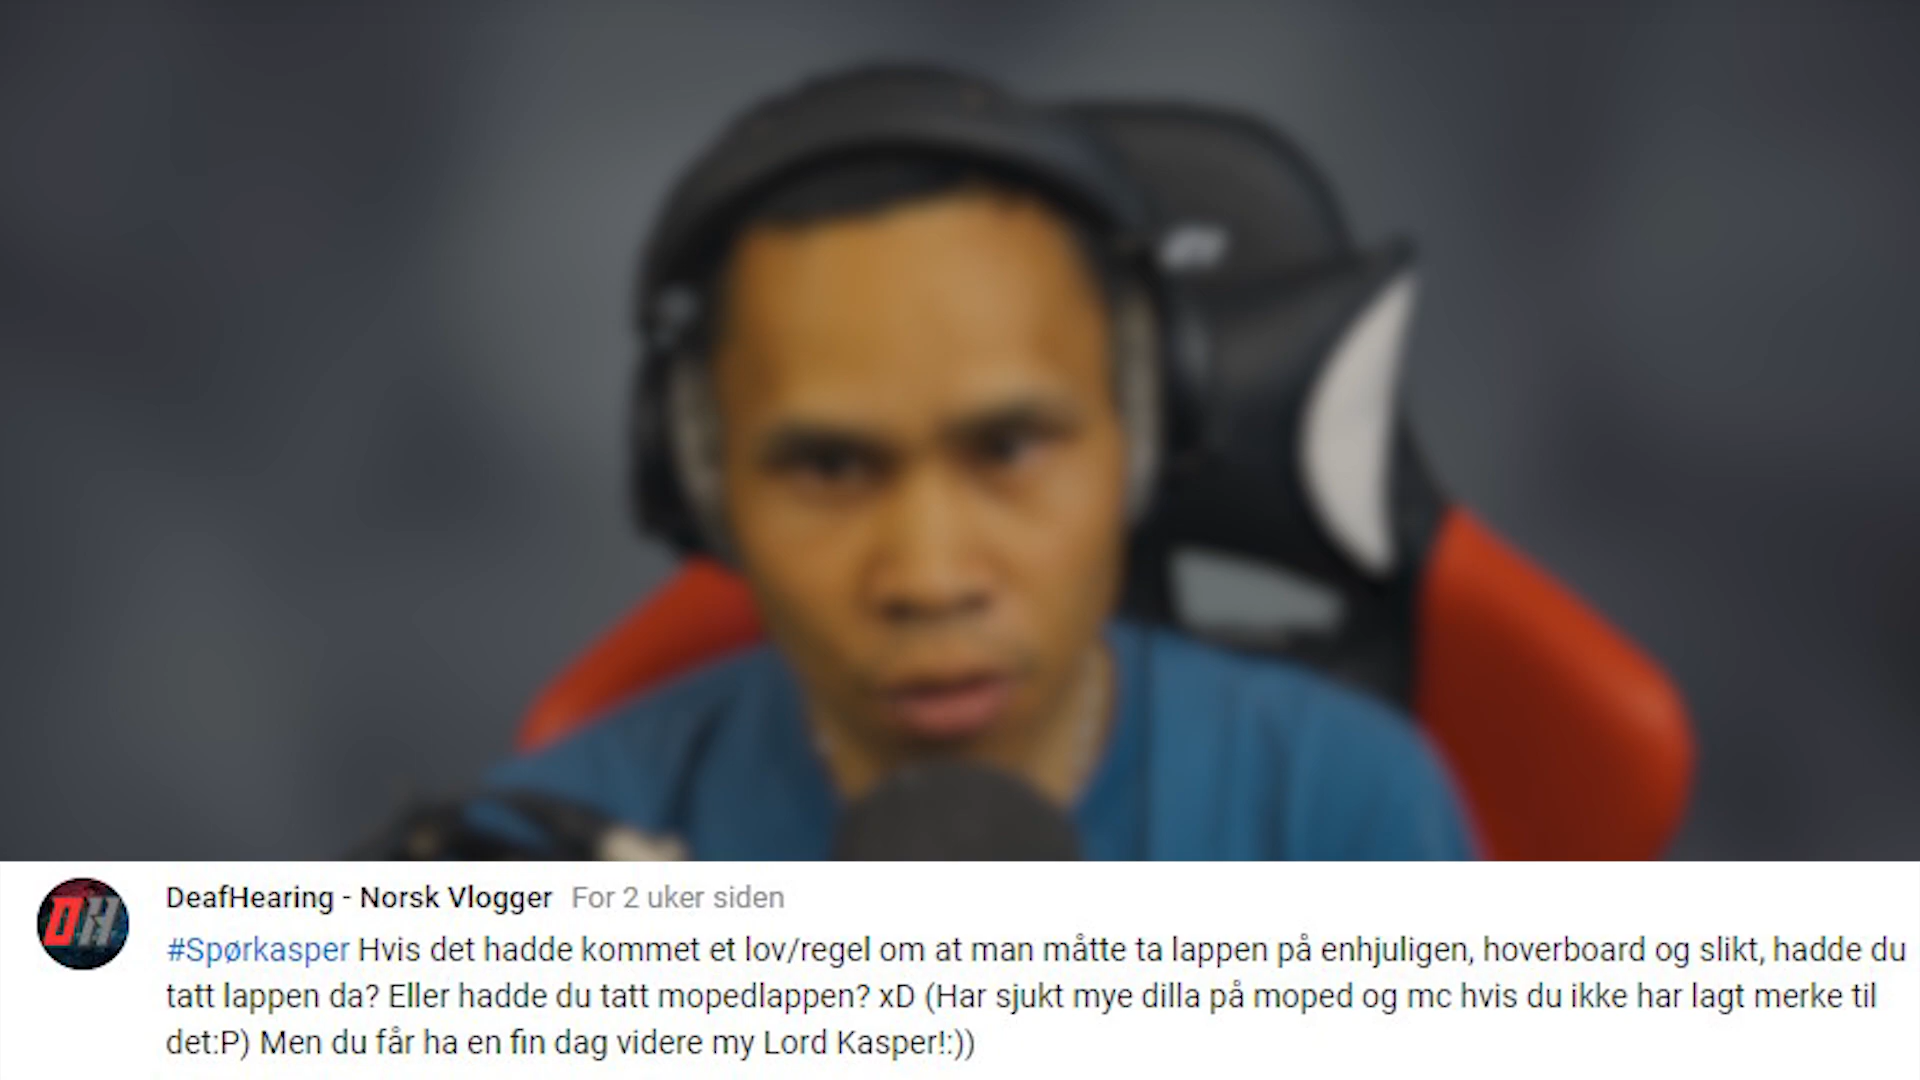 DeafHearing - Norsk Vlogger For 2 uker siden
#Spørkasper Hvis det hadde kommet et lov/regel om at man måtte ta lappen på enhjuligen, hoverboard og slikt, hadde du
tatt lappen da? Eller hadde du tatt mopedlappen? xD (Har sjukt mye dilla på moped og mc hvis du ikke har lagt merke til
det:P) Men du får ha en fin dag videre my Lord Kasper!:))
DH